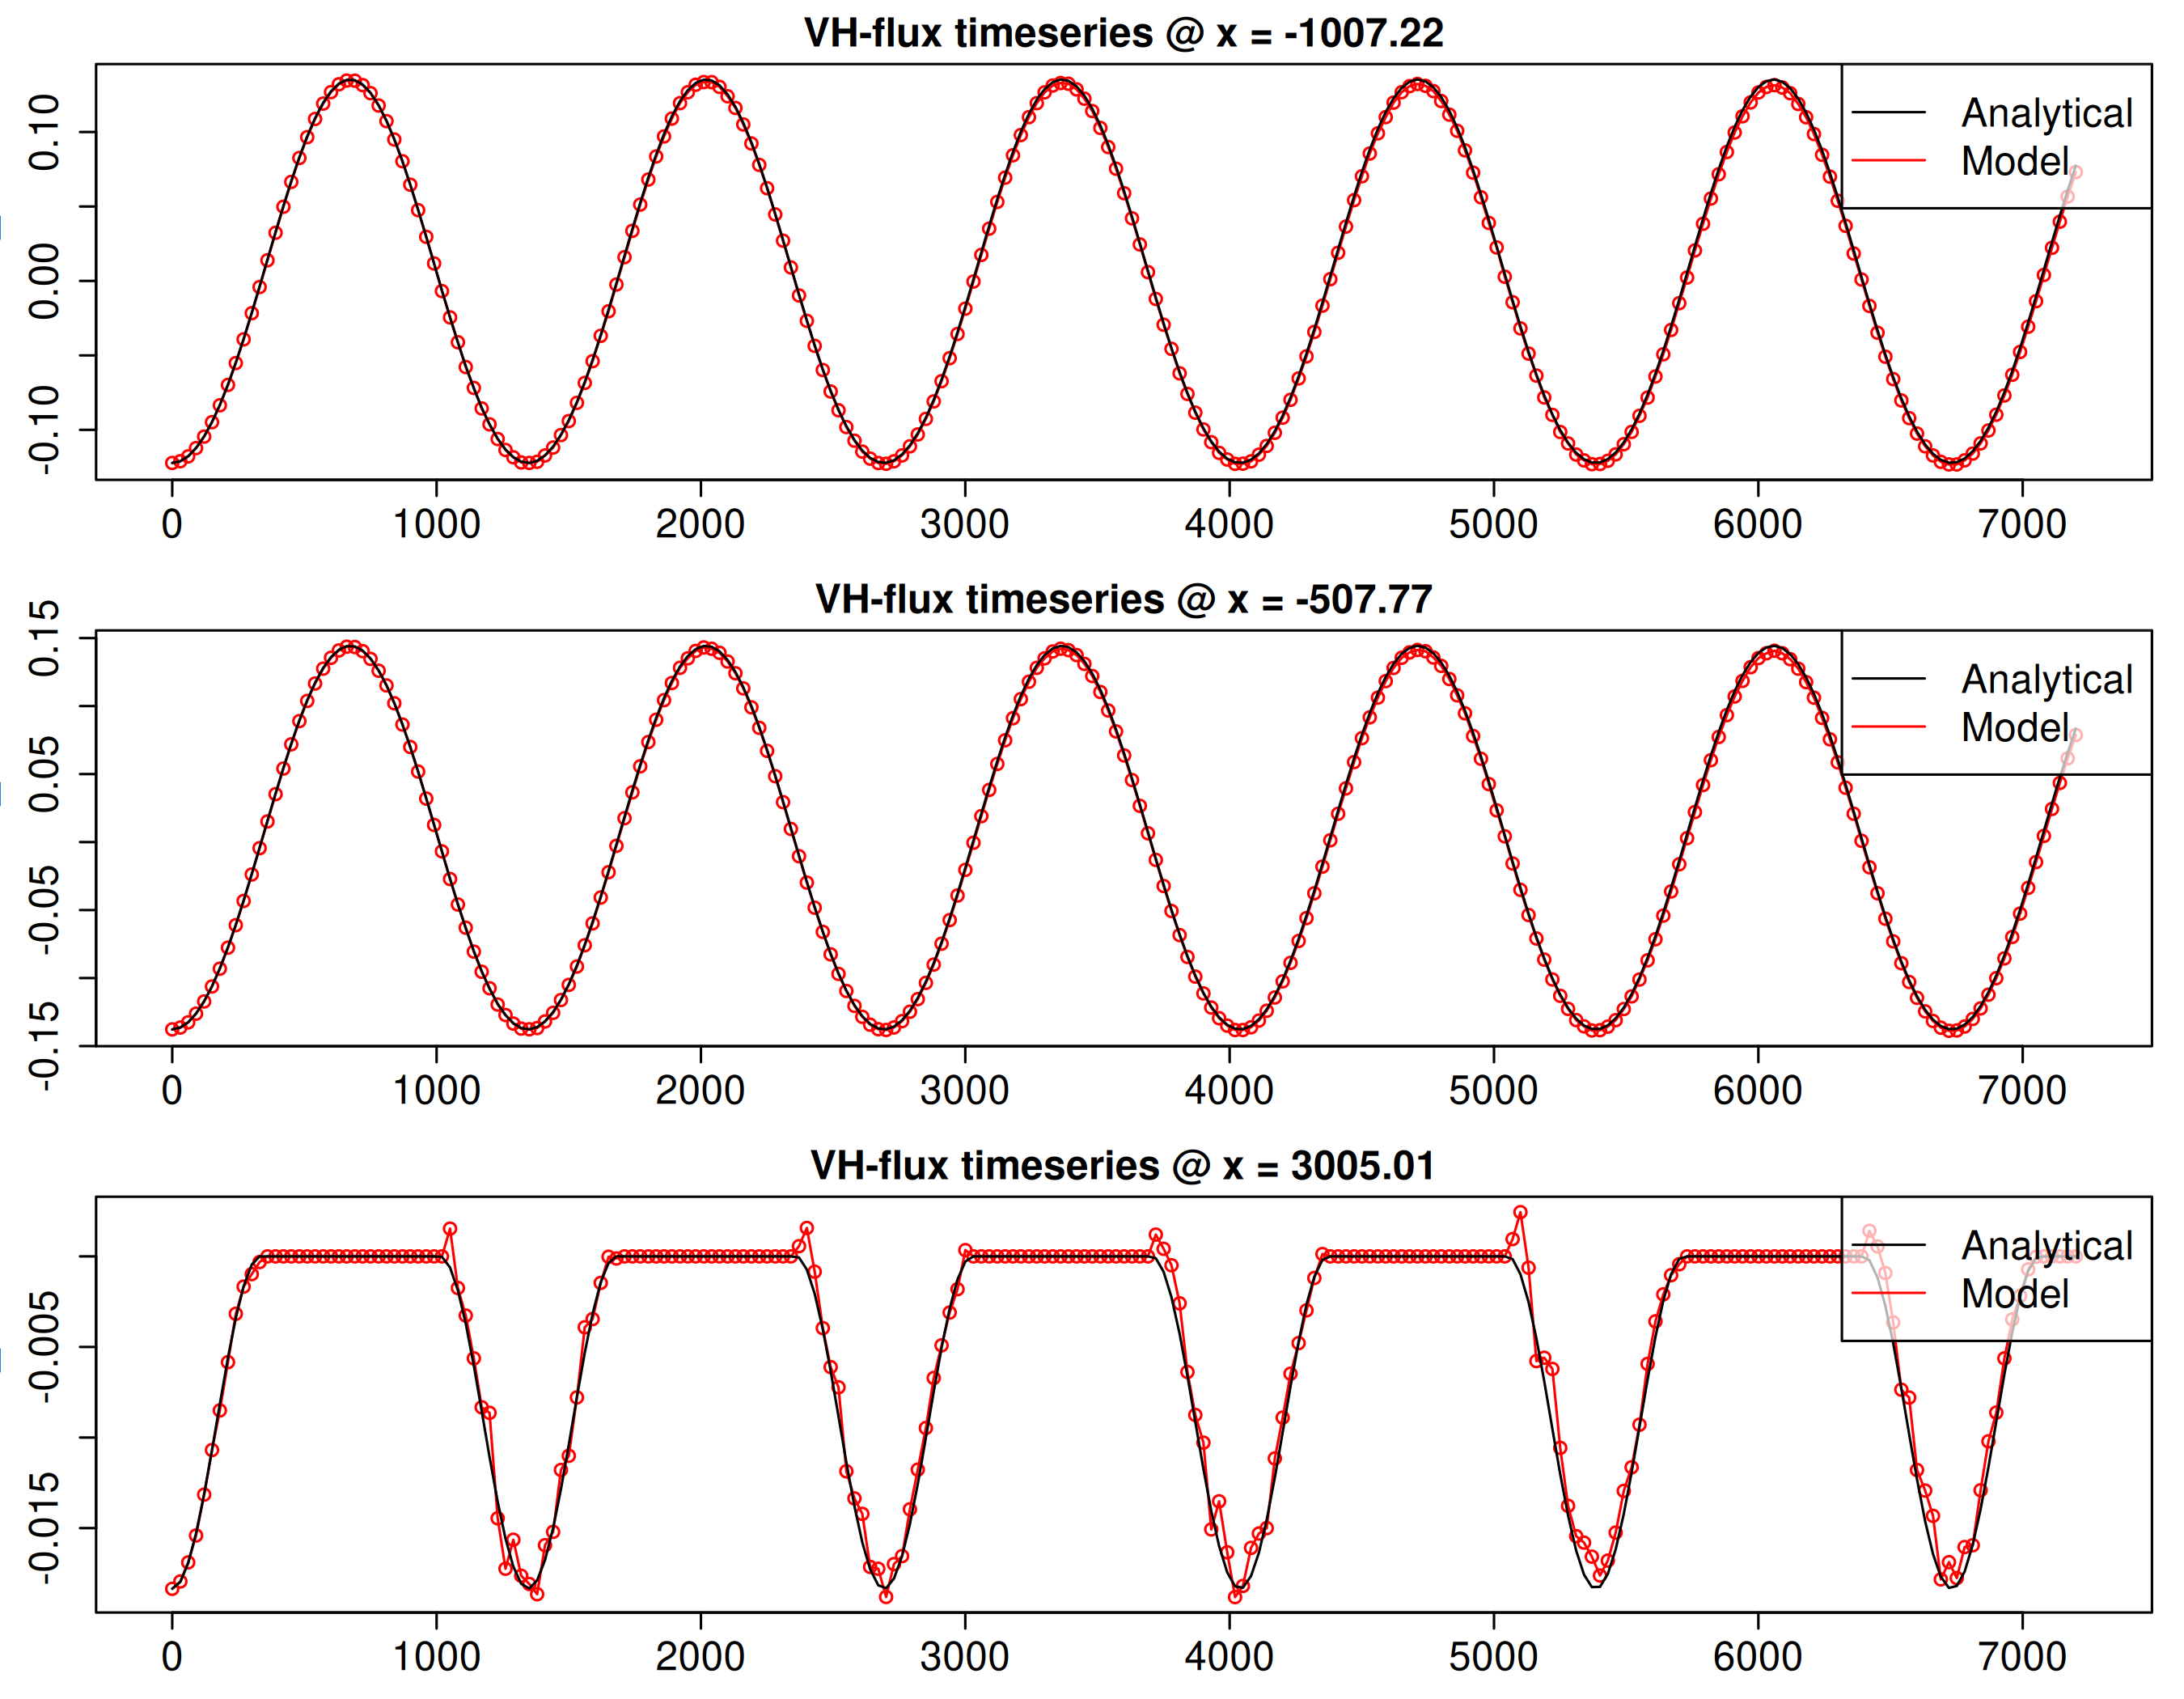 VH-flux timeseries @ x = -1007.22
0.10
0.00
-0.10
Analytical
Model
0 1000 2000 3000 4000 5000 6000 7000
VH-flux timeseries @ x = -507.77
0.15
0.05
-0.05
-0.15
Analytical
Model
0 1000 2000 3000 4000 5000 6000 7000
VH-flux timeseries @ x = 3005.01
-0.005
-0.015
Analytical
Model
0 1000 2000 3000 4000 5000 6000 7000